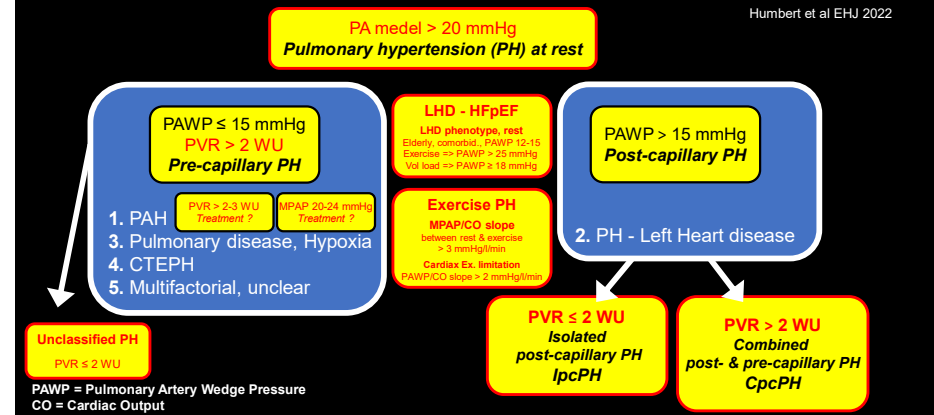 Humbert et al EHJ 2022
PA medel > 20 mmHg
Pulmonary hypertension (PH) at rest
PAWP ≤ 15 mmHg
PVR > 2 WU
Pre-capillary PH
1. PAH
PVR > 2-3 WU
Treatment ?
MPAP 20-24 mmHg
Treatment ?
3. Pulmonary disease, Hypoxia
4. CTEPH
5. Multifactorial, unclear
LHD - HFpEF
LHD phenotype, rest
Elderly, comorbid., PAWP 12-15
Exercise => PAWP > 25 mmHg
Vol load => PAWP ≥ 18 mmHg
Exercise PH
MPAP/CO slope
between rest & exercise
> 3 mmHg/l/min
Cardiax Ex. limitation
PAWP/CO slope > 2 mmHg/l/min
PAWP > 15 mmHg
Post-capillary PH
2. PH - Left Heart disease
Unclassified PH
PVR ≤ 2 WU
PVR ≤ 2 WU
Isolated
post-capillary PH
IpcPH
PVR > 2 WU
Combined
post- & pre-capillary PH
CpcPH
PAWP = Pulmonary Artery Wedge Pressure
CO = Cardiac Output